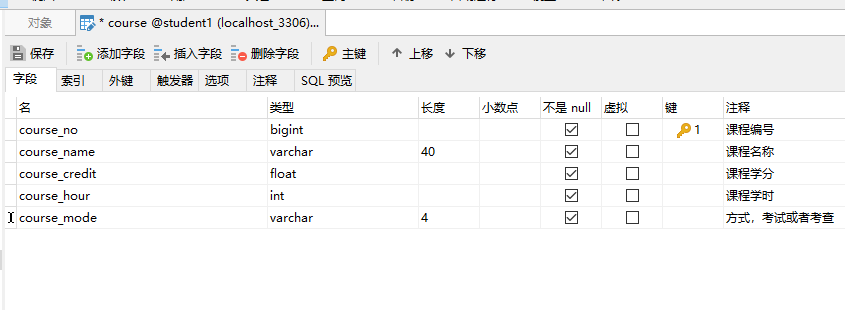 对象 * course @student1 (localhost_3306)...
保存 添加字段 插入字段 删除字段 主键 上移 下移
字段 索引 外键 触发器 选项 注释 SQL 预览
名 类型 长度 小数点 不是 null 虚拟 键 注释
course_no bigint 1 课程编号
course_name varchar 40 课程名称
course_credit float 课程学分
course_hour int 课程学时
course_mode varchar 4 方式，考试或者考查